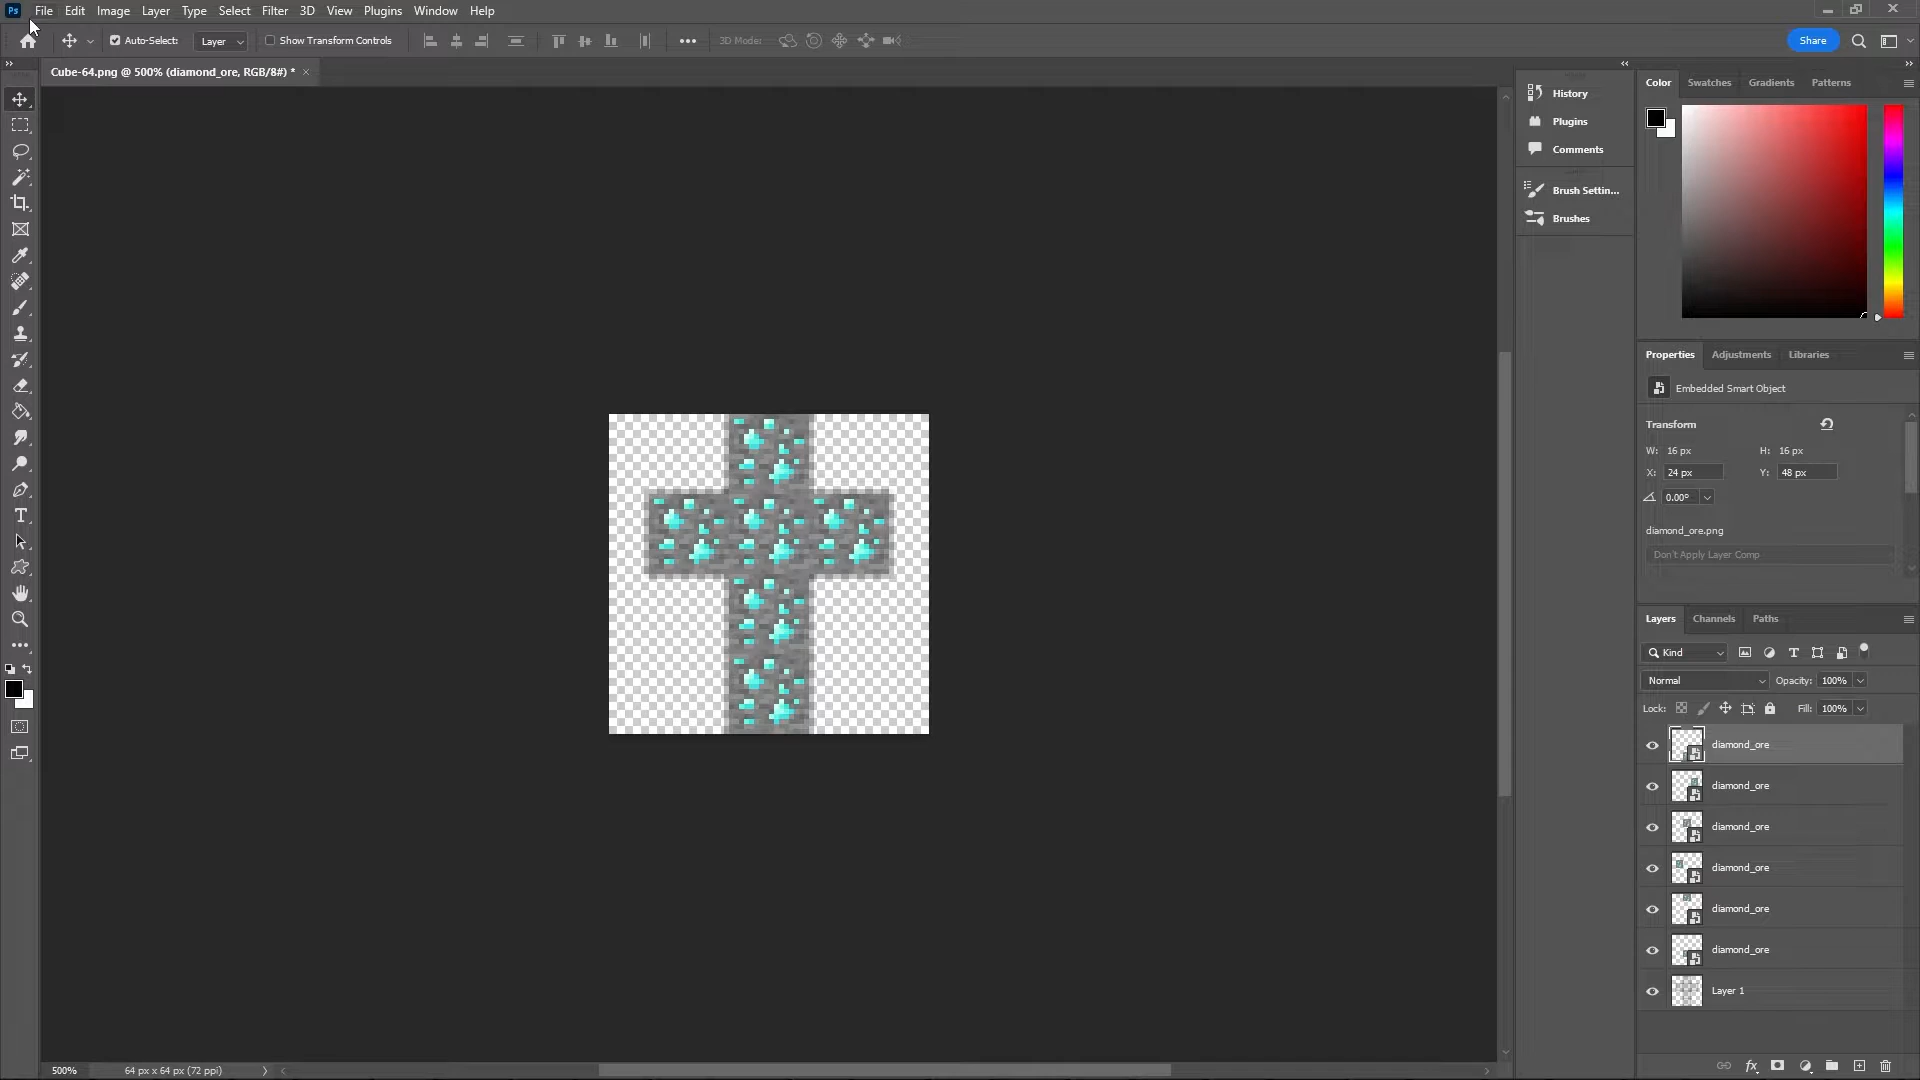 Ps File Edit Image Layer Type Select Filter 3D View Plugins Window Help
Auto-Select: Layer Show Transform Controls 3D Mode: Share
Cube-64.png @ 500% (diamond_ore, RGB/8#) *
History
Plugins
Comments
Brush Settin...
Brushes
Color Swatches Gradients Patterns
Properties Adjustments Libraries
Embedded Smart Object
Transform
W: 16 px H: 16 px
X: 24 px Y: 48 px
0.00°
diamond_ore.png
Don't Apply Layer Comp
Layers Channels Paths
Kind
Normal Opacity: 100%
Lock: Fill: 100%
diamond_ore
diamond_ore
diamond_ore
diamond_ore
diamond_ore
diamond_ore
Layer 1
500% 64 px x 64 px (72 ppi)